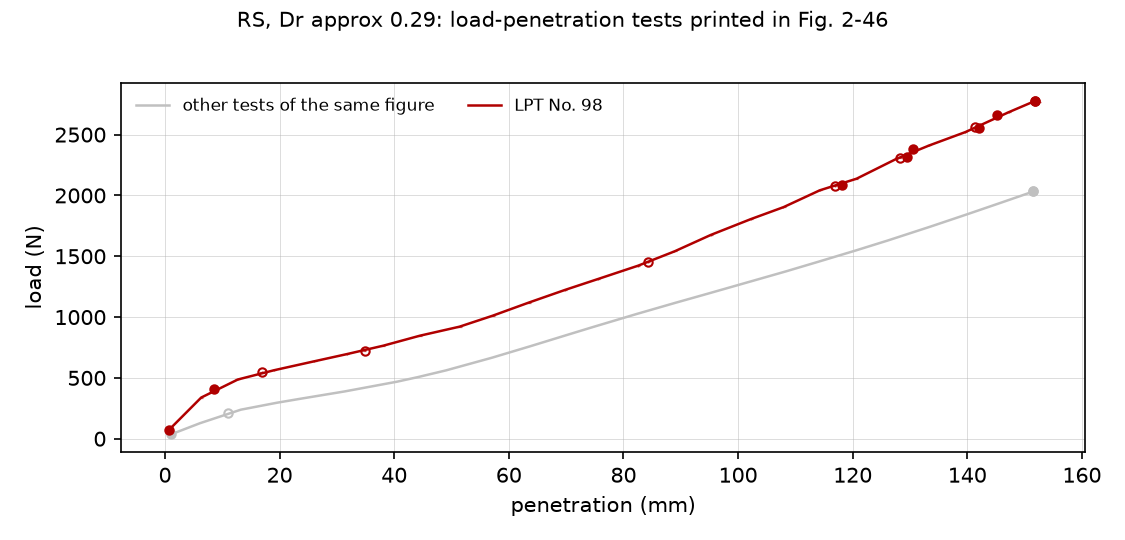 RS, Dr approx 0.29: load-penetration tests printed in Fig. 2-46
other tests of the same figure
LPT No. 98
2500
2000
1500
1000
500
0
load (N)
0 20 40 60 80 100 120 140 160
penetration (mm)